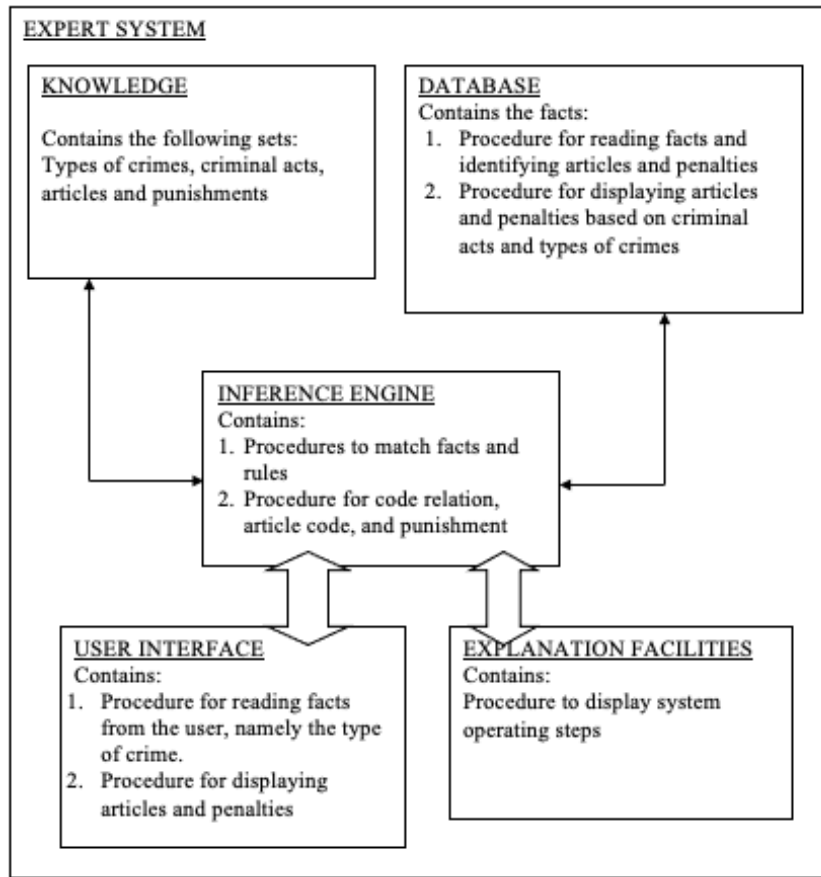 EXPERT SYSTEM
KNOWLEDGE
Contains the following sets:
Types of crimes, criminal acts,
articles and punishments
DATABASE
Contains the facts:
1. Procedure for reading facts and
identifying articles and penalties
2. Procedure for displaying articles
and penalties based on criminal
acts and types of crimes
INFERENCE ENGINE
Contains:
1. Procedures to match facts and
rules
2. Procedure for code relation,
article code, and punishment
USER INTERFACE
Contains:
1. Procedure for reading facts
from the user, namely the type
of crime.
2. Procedure for displaying
articles and penalties
EXPLANATION FACILITIES
Contains:
Procedure to display system
operating steps